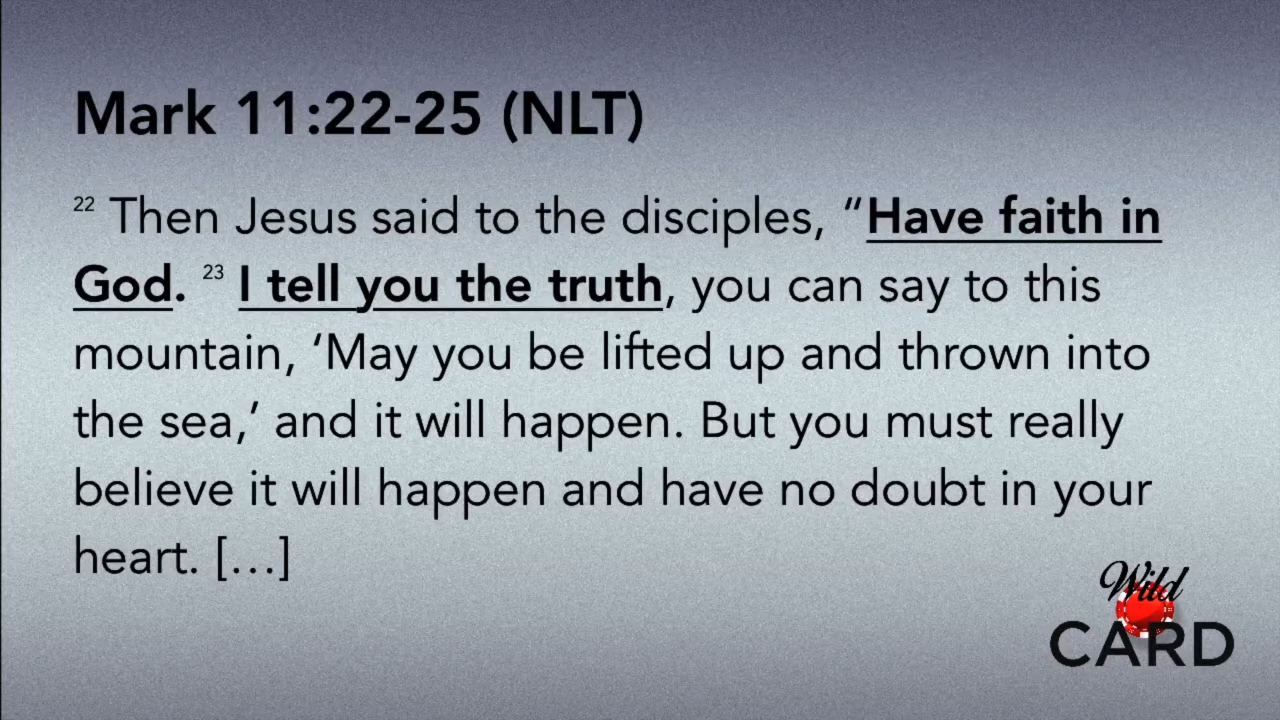 Mark 11:22-25 (NLT)
22 Then Jesus said to the disciples, “Have faith in
God. 23 I tell you the truth, you can say to this
mountain, ‘May you be lifted up and thrown into
the sea,’ and it will happen. But you must really
believe it will happen and have no doubt in your
heart. […]
Wild
CARD